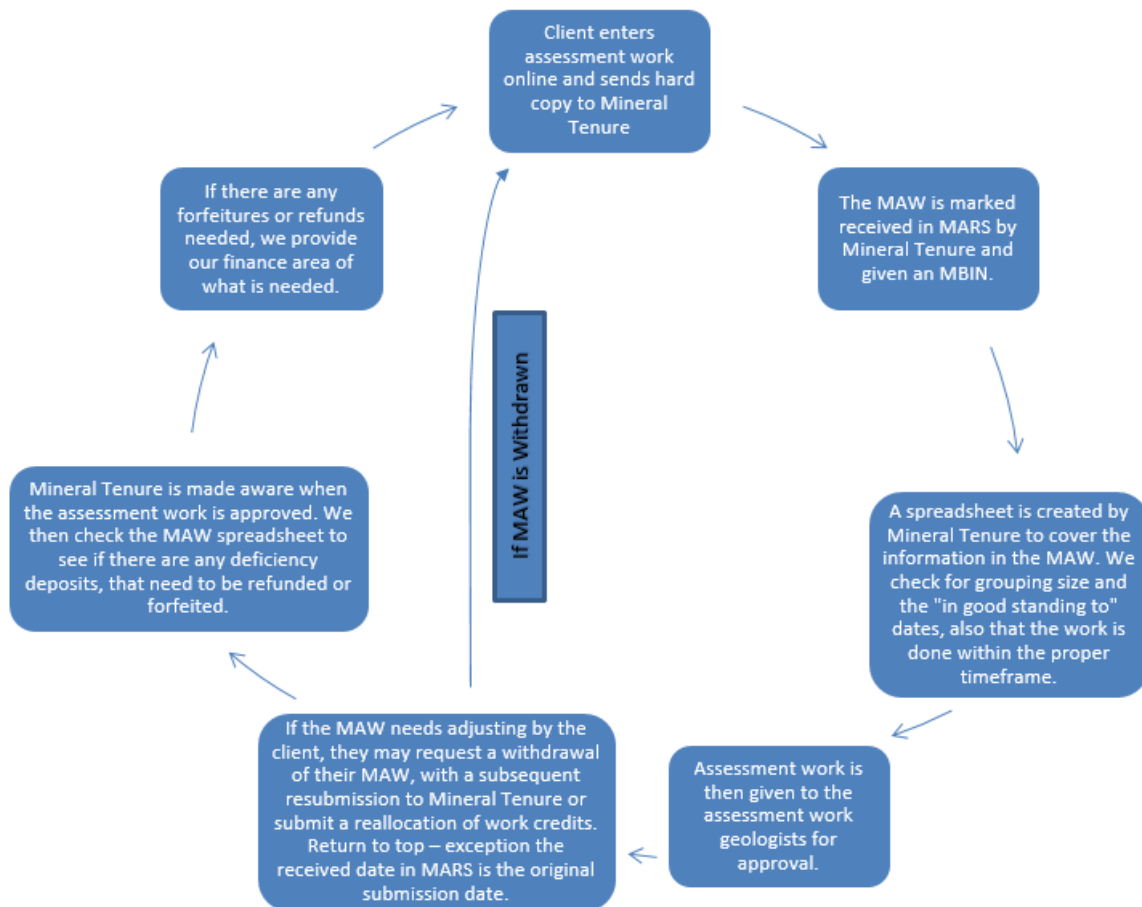 Client enters
assessment work
online and sends hard
copy to Mineral
Tenure
The MAW is marked
received in MARS by
Mineral Tenure and
given an MBIN.
A spreadsheet is created by
Mineral Tenure to cover the
information in the MAW. We
check for grouping size and
the "in good standing to"
dates, also that the work is
done within the proper
timeframe.
Assessment work is
then given to the
assessment work
geologists for
approval.
If the MAW needs adjusting by the
client, they may request a withdrawal
of their MAW, with a subsequent
resubmission to Mineral Tenure or
submit a reallocation of work credits.
Return to top – exception the
received date in MARS is the original
submission date.
Mineral Tenure is made aware when
the assessment work is approved. We
then check the MAW spreadsheet to
see if there are any deficiency
deposits, that need to be refunded or
forfeited.
If there are any
forfeitures or refunds
needed, we provide
our finance area of
what is needed.
If MAW is Withdrawn